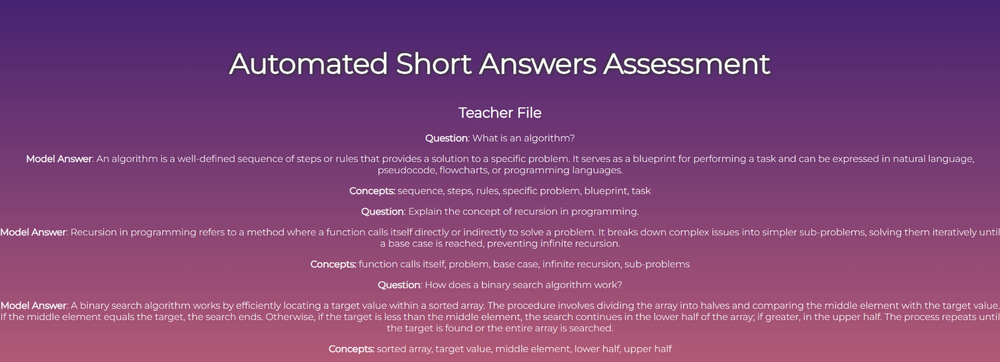 Automated Short Answers Assessment
Teacher File
Question: What is an algorithm?
Model Answer: An algorithm is a well-defined sequence of steps or rules that provides a solution to a specific problem. It serves as a blueprint for performing a task and can be expressed in natural language,
pseudocode, flowcharts, or programming languages.
Concepts: sequence, steps, rules, specific problem, blueprint, task
Question: Explain the concept of recursion in programming.
Model Answer: Recursion in programming refers to a method where a function calls itself directly or indirectly to solve a problem. It breaks down complex issues into simpler sub-problems, solving them iteratively until
a base case is reached, preventing infinite recursion.
Concepts: function calls itself, problem, base case, infinite recursion, sub-problems
Question: How does a binary search algorithm work?
Model Answer: A binary search algorithm works by efficiently locating a target value within a sorted array. The procedure involves dividing the array into halves and comparing the middle element with the target value.
If the middle element equals the target, the search ends. Otherwise, if the target is less than the middle element, the search continues in the lower half of the array; if greater, in the upper half. The process repeats until
the target is found or the entire array is searched.
Concepts: sorted array, target value, middle element, lower half, upper half